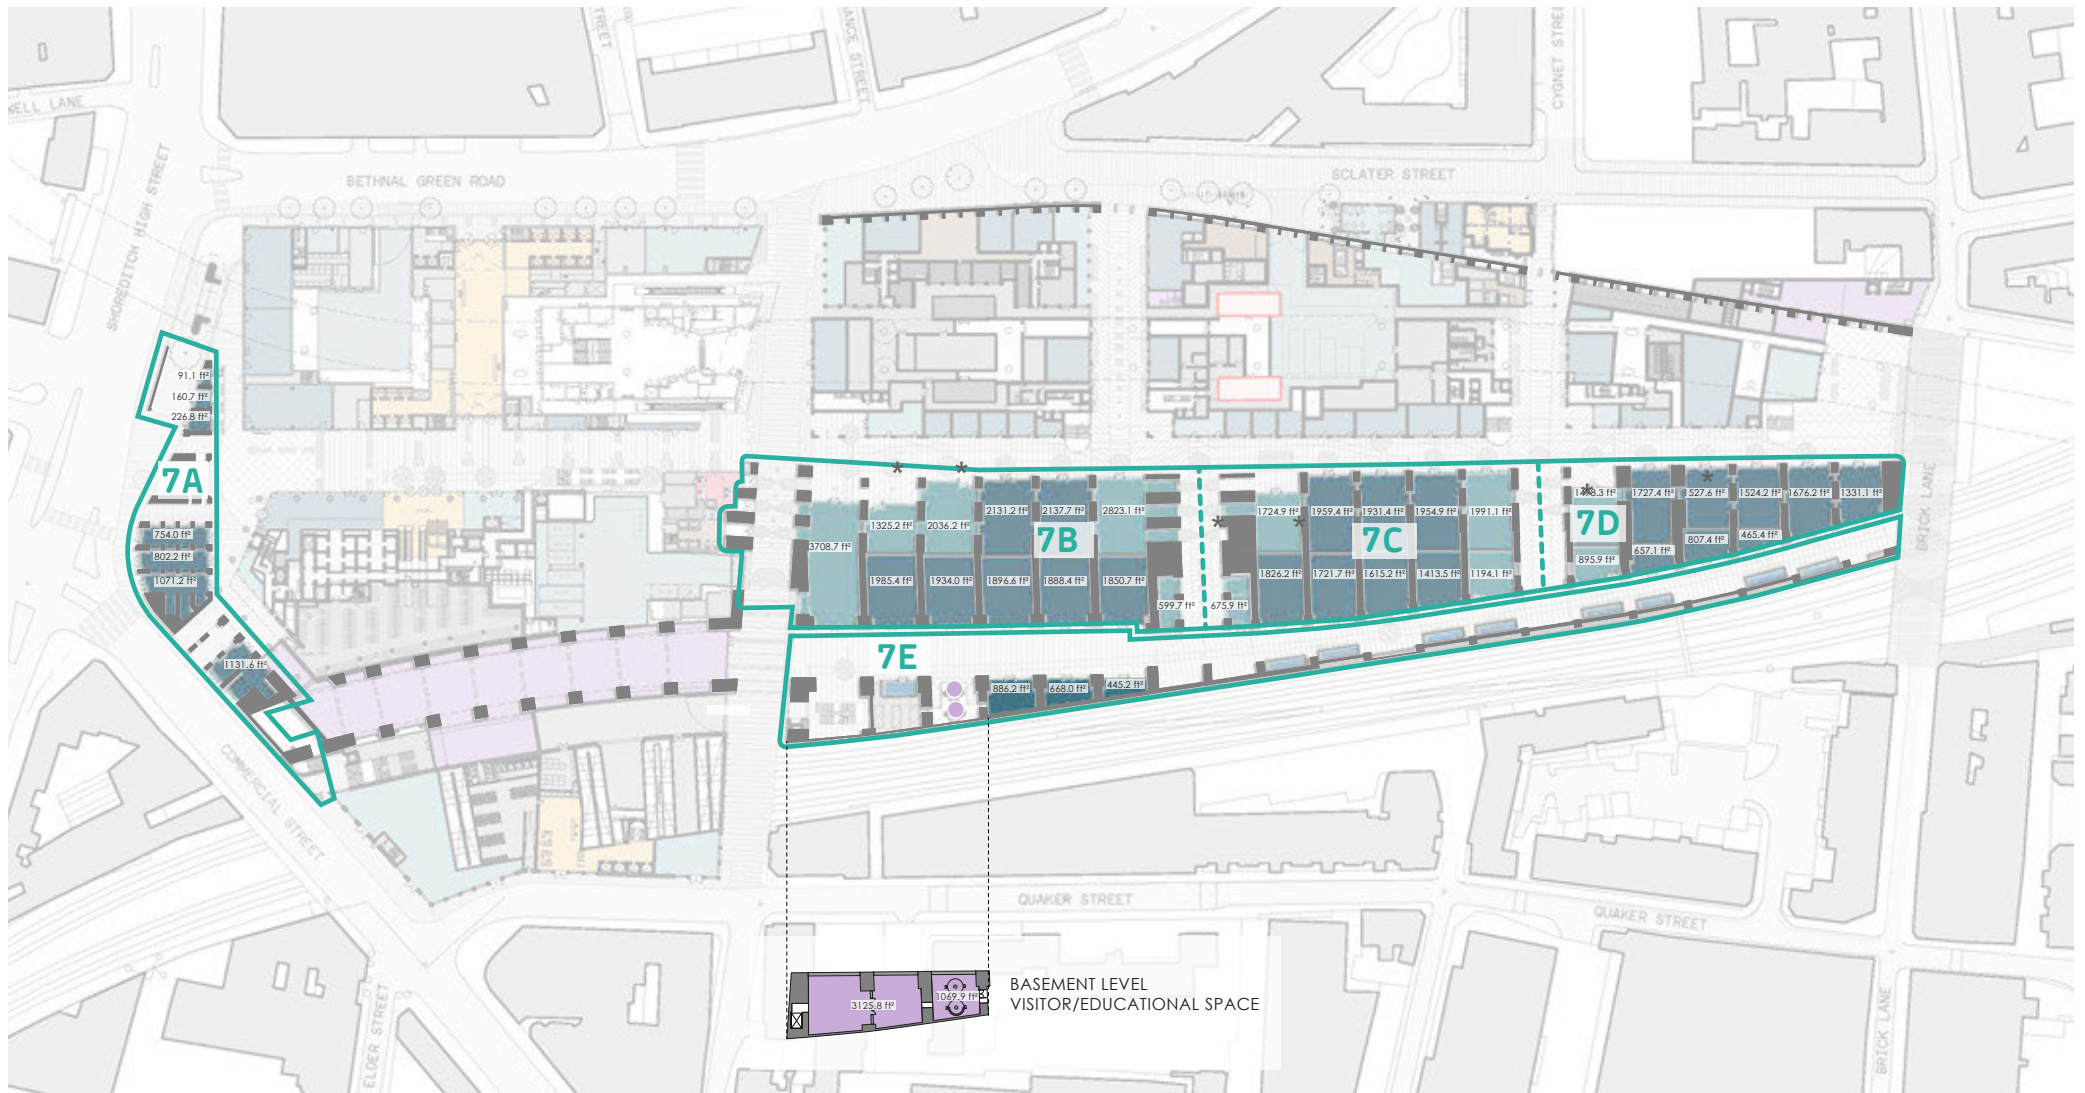 BETHNAL GREEN ROAD
SCLATER STREET
CYGNET STREET
SHOREDITCH HIGH STREET
91.1 ft²
160.7 ft²
226.8 ft²
7A
754.0 ft²
802.2 ft²
1071.2 ft²
1131.6 ft²
3708.7 ft²
1325.2 ft²
2036.2 ft²
2131.2 ft²
2137.7 ft²
2823.1 ft²
7B
1985.4 ft²
1934.0 ft²
1896.6 ft²
1888.4 ft²
1850.7 ft²
599.7 ft²
675.9 ft²
1724.9 ft²
1959.4 ft²
1931.4 ft²
1954.9 ft²
1991.1 ft²
7C
1826.2 ft²
1721.7 ft²
1615.2 ft²
1413.5 ft²
1194.1 ft²
1727.4 ft²
1527.6 ft²
1524.2 ft²
1676.2 ft²
1331.1 ft²
7D
895.9 ft²
657.1 ft²
807.4 ft²
465.4 ft²
7E
886.2 ft²
668.0 ft²
445.2 ft²
BRICK LANE
COMMERCIAL STREET
QUAKER STREET
QUAKER STREET
ELDER STREET
BRICK LANE
3125.8 ft²
1069.9 ft²
BASEMENT LEVEL
VISITOR/EDUCATIONAL SPACE